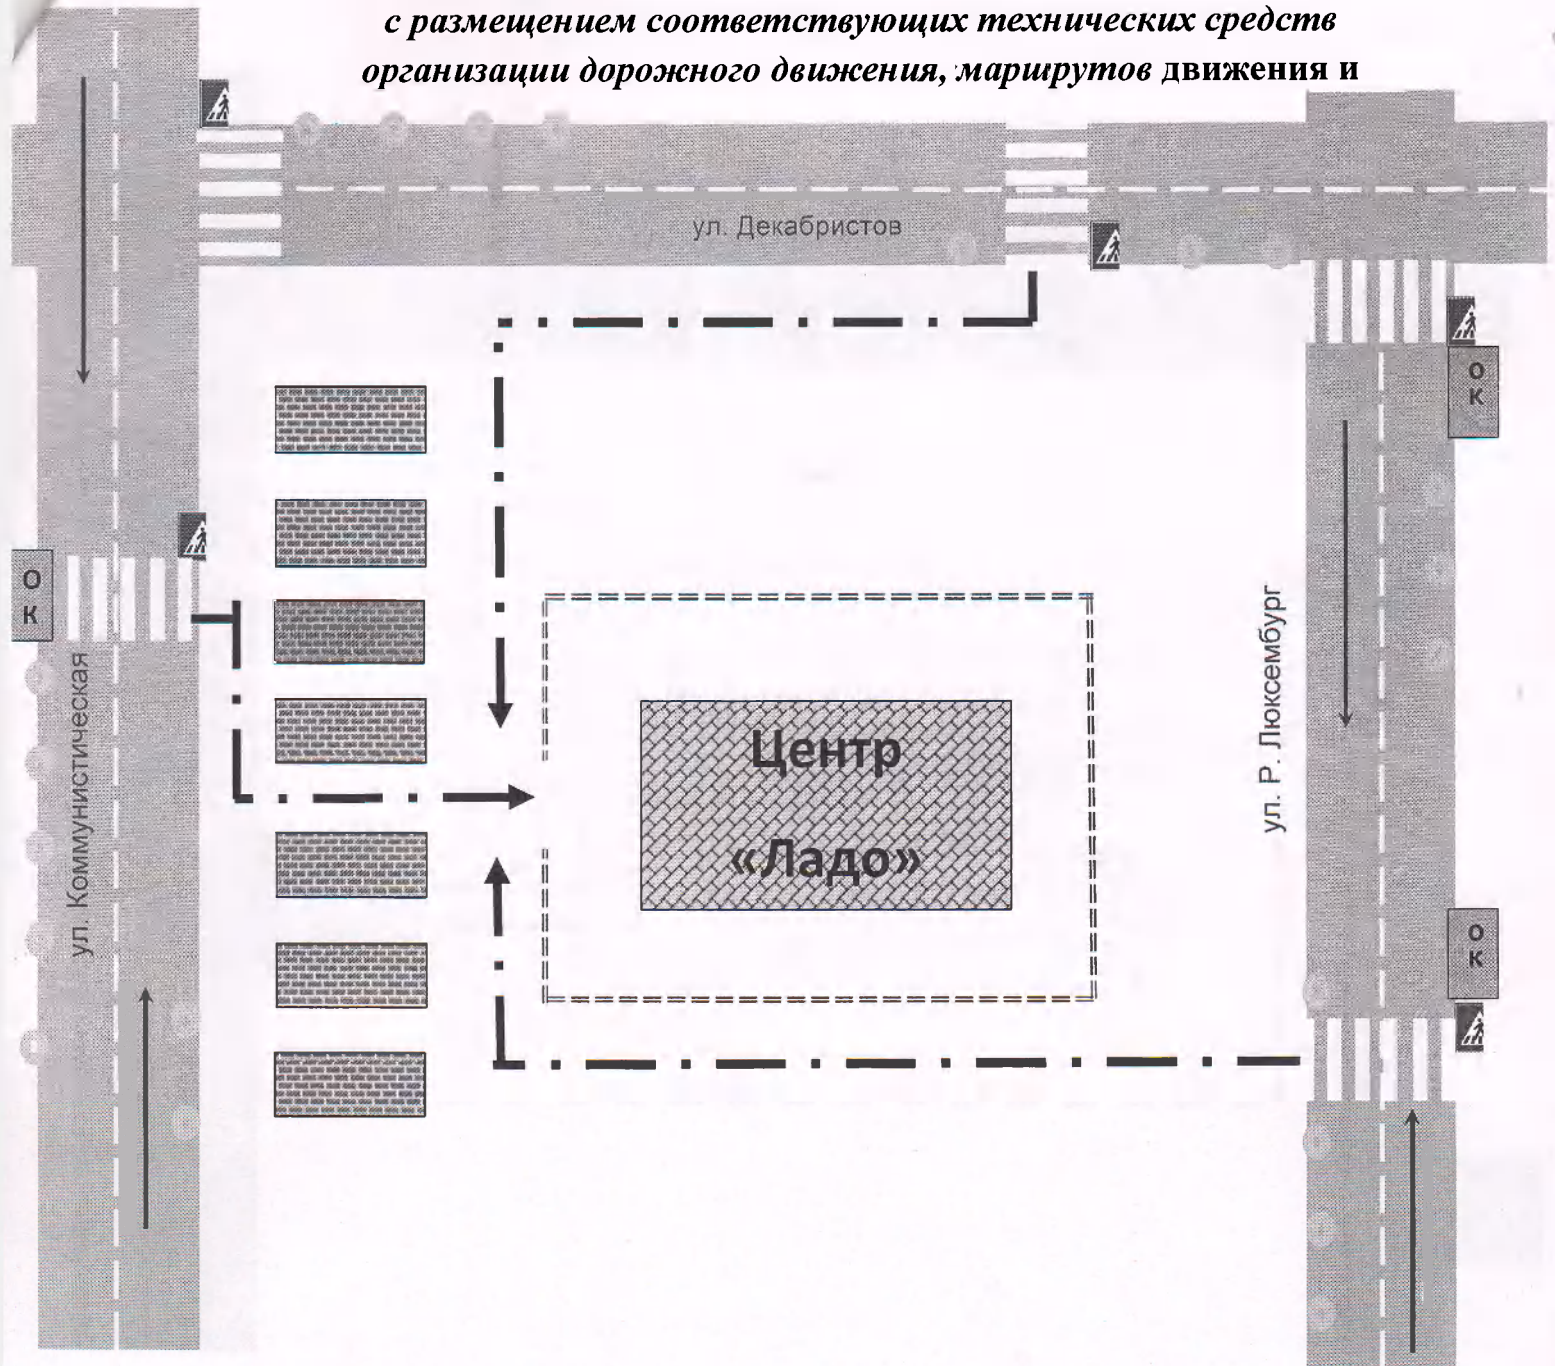 с размещением соответствующих технических средств
организации дорожного движения, маршрутов движения и
ул. Декабристов
О
К
О
К
ул. Р. Люксембург
ул. Коммунистическая
Центр
«Ладо»
О
К